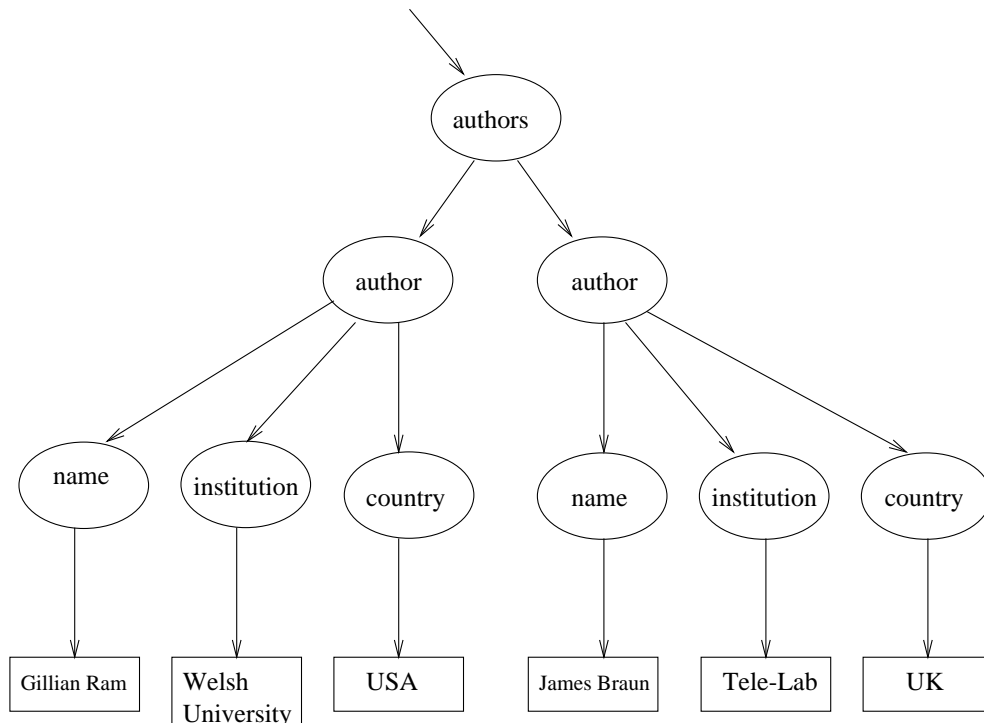 authors
author
author
name
institution
country
name
institution
country
Gillian Ram
Welsh
University
USA
James Braun
Tele-Lab
UK